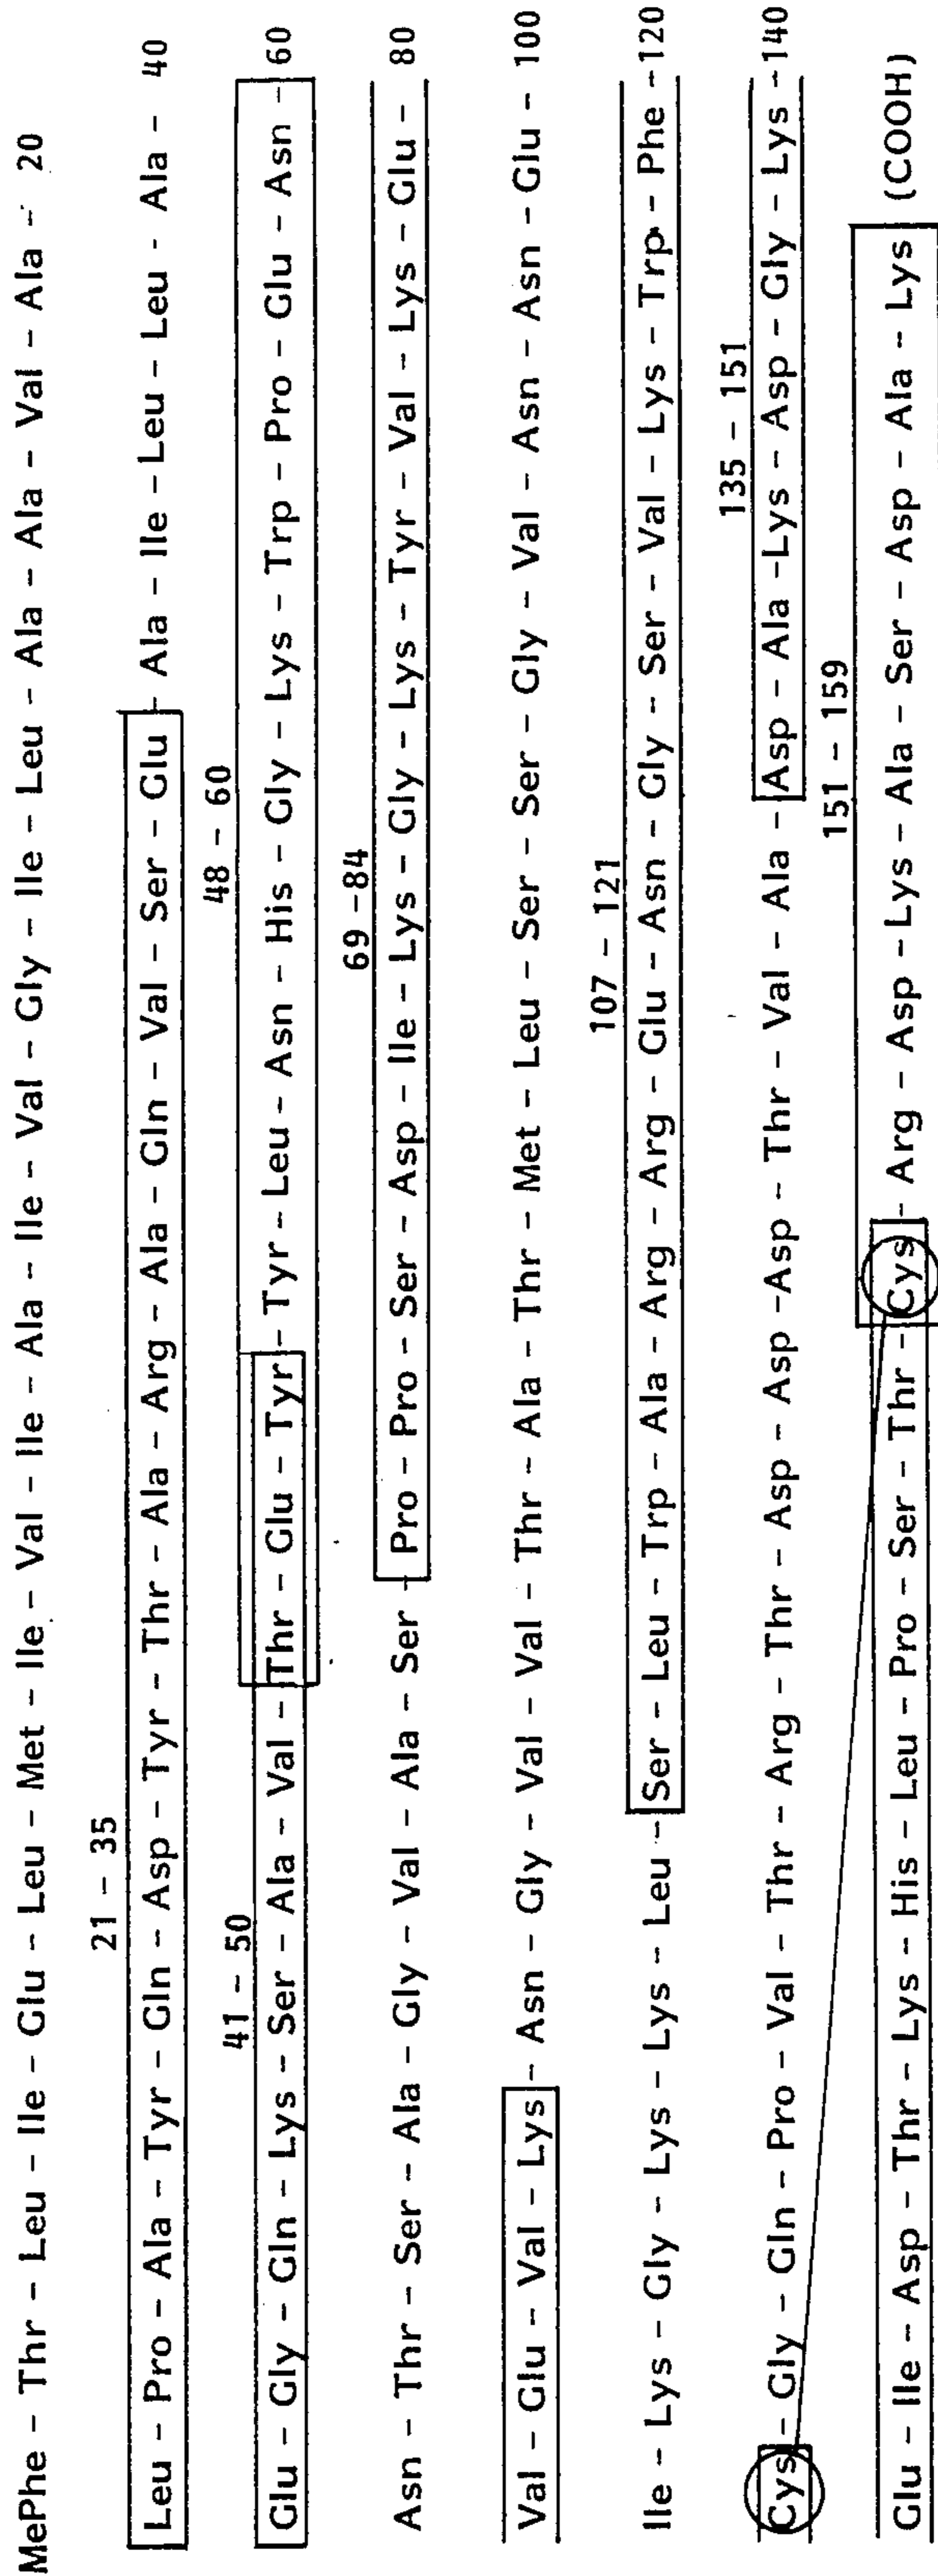 MePhe - Thr - Leu - Ile - Glu - Leu - Met - Ile - Val - Ile - Ala - Ile - Val - Gly - Ile - Leu - Ala - Ala - Val - Ala - 20
21 - 35
Leu - Pro - Ala - Tyr - Gln - Asp - Tyr - Thr - Ala - Arg - Ala - Gln - Val - Ser - Glu - Ala - Ile - Leu - Leu - Ala - 40
41 - 50
48 - 60
Glu - Gly - Gln - Lys - Ser - Ala - Val - Thr - Glu - Tyr - Tyr - Leu - Asn - His - Gly - Lys - Trp - Pro - Glu - Asn - 60
69 - 84
Asn - Thr - Ser - Ala - Gly - Val - Ala - Ser - Pro - Pro - Ser - Asp - Ile - Lys - Gly - Lys - Tyr - Val - Lys - Glu - 80
Val - Glu - Val - Lys - Asn - Gly - Val - Val - Thr - Ala - Thr - Met - Leu - Ser - Ser - Gly - Val - Asn - Asn - Glu - 100
107 - 121
Ile - Lys - Gly - Lys - Lys - Leu - Ser - Leu - Trp - Ala - Arg - Arg - Glu - Asn - Gly - Ser - Val - Lys - Trp - Phe - 120
135 - 151
Cys - Gly - Gln - Pro - Val - Thr - Arg - Thr - Asp - Asp - Asp - Thr - Val - Ala - Asp - Ala - Lys - Asp - Gly - Lys - 140
151 - 159
Glu - Ile - Asp - Thr - Lys - His - Leu - Pro - Ser - Thr - Cys - Arg - Asp - Lys - Ala - Ser - Asp - Ala - Lys (COOH)